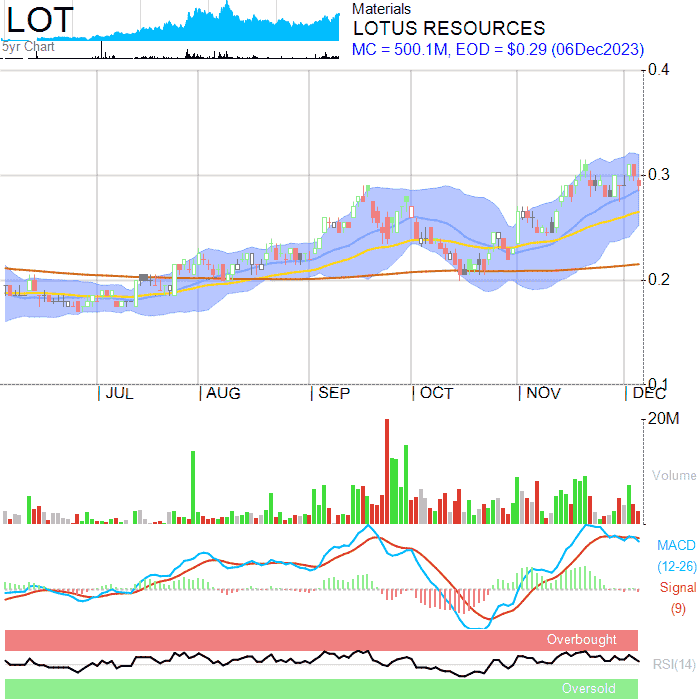 LOT
5yr Chart
Materials
LOTUS RESOURCES
MC = 500.1M, EOD = $0.29 (06Dec2023)
0.4
0.3
0.2
0.1
JUL AUG SEP OCT NOV DEC
20M
Volume
MACD
(12-26)
Signal
(9)
Overbought
RSI(14)
Oversold